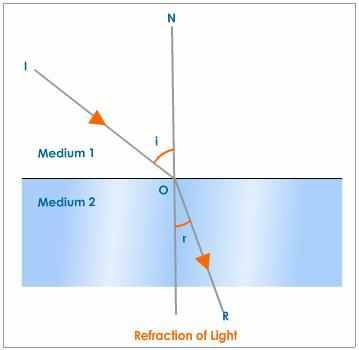 N
I
i
Medium 1
O
Medium 2
r
R
Refraction of Light